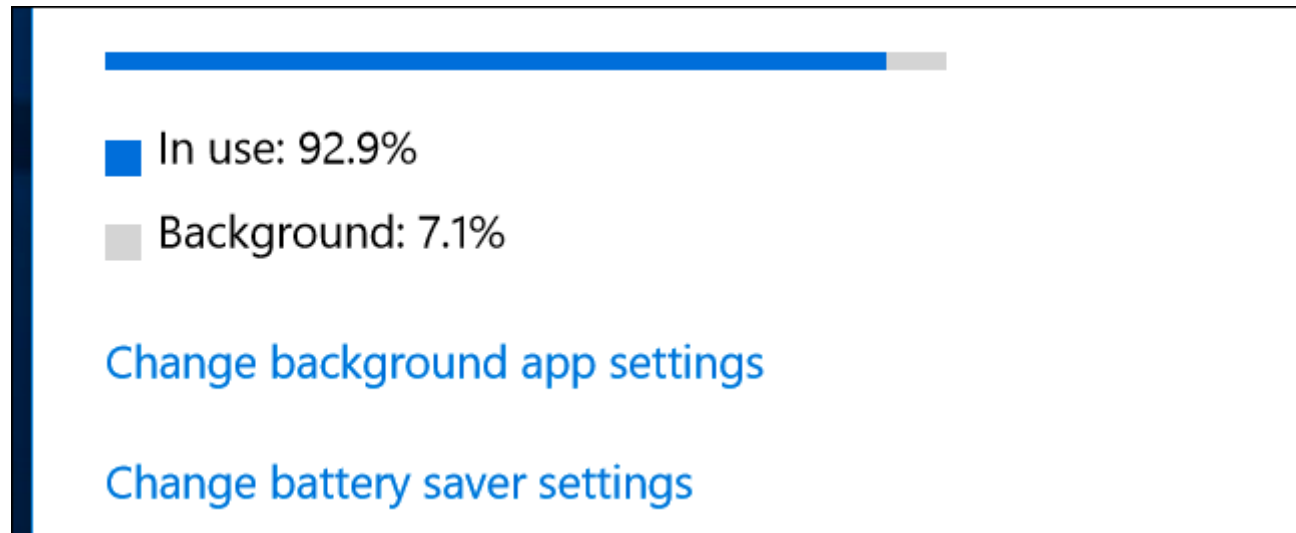 In use: 92.9%
Background: 7.1%
Change background app settings
Change battery saver settings